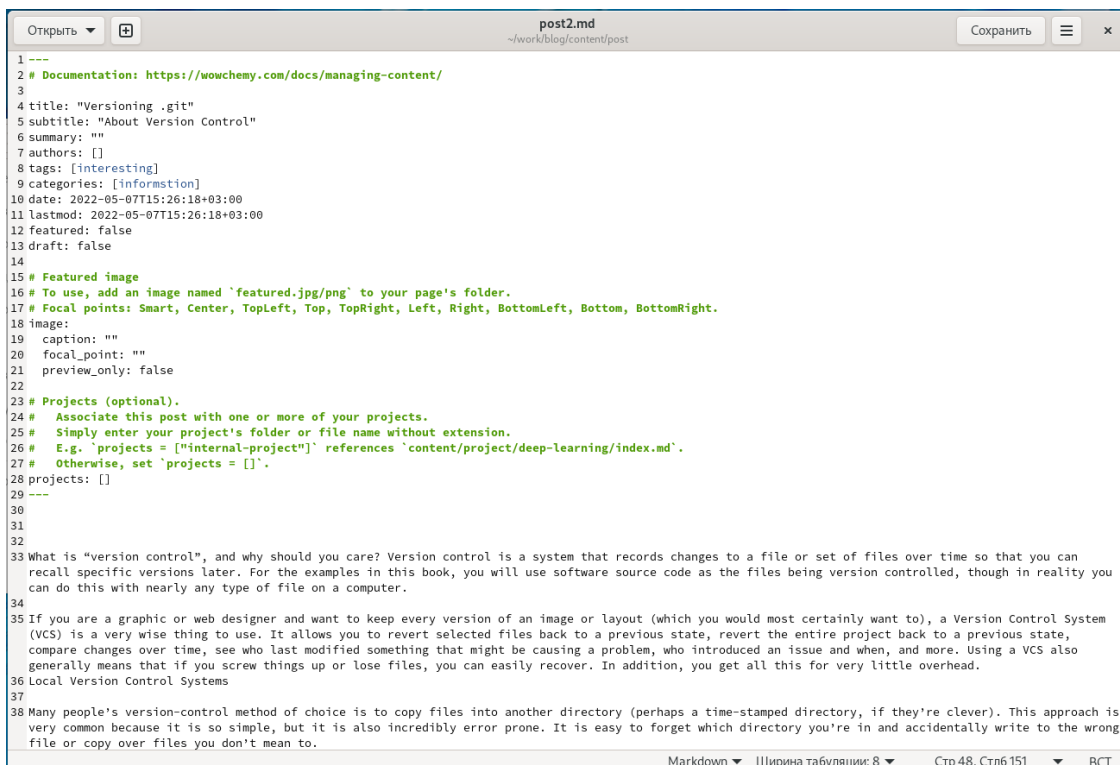 Открыть
post2.md
~/work/blog/content/post
Сохранить
1 ---
2 # Documentation: https://wowchemy.com/docs/managing-content/
3
4 title: "Versioning .git"
5 subtitle: "About Version Control"
6 summary: ""
7 authors: []
8 tags: [interesting]
9 categories: [informstion]
10 date: 2022-05-07T15:26:18+03:00
11 lastmod: 2022-05-07T15:26:18+03:00
12 featured: false
13 draft: false
14
15 # Featured image
16 # To use, add an image named `featured.jpg/png` to your page's folder.
17 # Focal points: Smart, Center, TopLeft, Top, TopRight, Left, Right, BottomLeft, Bottom, BottomRight.
18 image:
19   caption: ""
20   focal_point: ""
21   preview_only: false
22
23 # Projects (optional).
24 #   Associate this post with one or more of your projects.
25 #   Simply enter your project's folder or file name without extension.
26 #   E.g. `projects = ["internal-project"]` references `content/project/deep-learning/index.md`.
27 #   Otherwise, set `projects = []`.
28 projects: []
29 ---
30
31
32
33 What is “version control”, and why should you care? Version control is a system that records changes to a file or set of files over time so that you can
recall specific versions later. For the examples in this book, you will use software source code as the files being version controlled, though in reality you
can do this with nearly any type of file on a computer.
34
35 If you are a graphic or web designer and want to keep every version of an image or layout (which you would most certainly want to), a Version Control System
(VCS) is a very wise thing to use. It allows you to revert selected files back to a previous state, revert the entire project back to a previous state,
compare changes over time, see who last modified something that might be causing a problem, who introduced an issue and when, and more. Using a VCS also
generally means that if you screw things up or lose files, you can easily recover. In addition, you get all this for very little overhead.
36 Local Version Control Systems
37
38 Many people’s version-control method of choice is to copy files into another directory (perhaps a time-stamped directory, if they’re clever). This approach is
very common because it is so simple, but it is also incredibly error prone. It is easy to forget which directory you’re in and accidentally write to the wrong
file or copy over files you don’t mean to.
Markdown Ширина табуляции: 8 Стр 48, Стлб 151 ВСТ